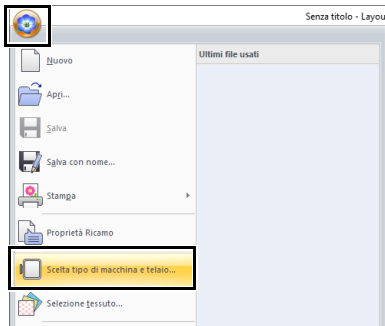 Senza titolo - Layou
Ultimi file usati
Nuovo
Apri...
Salva
Salva con nome...
Stampa
Proprietà Ricamo
Scelta tipo di macchina e telaio...
Selezione tessuto...